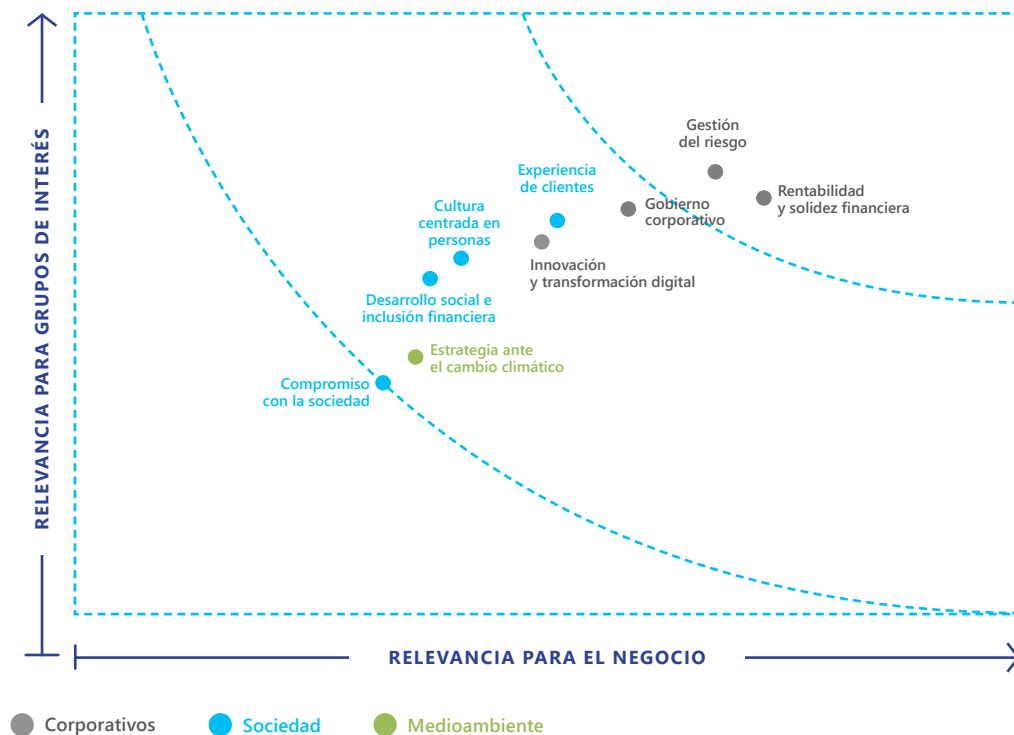 RELEVANCIA PARA GRUPOS DE INTERÉS
Gestión
del riesgo
Experiencia
de clientes
Rentabilidad
y solidez financiera
Cultura
centrada en
personas
Gobierno
corporativo
Innovación
y transformación digital
Desarrollo social e
inclusión financiera
Estrategia ante
el cambio climático
Compromiso
con la sociedad
RELEVANCIA PARA EL NEGOCIO
Corporativos
Sociedad
Medioambiente